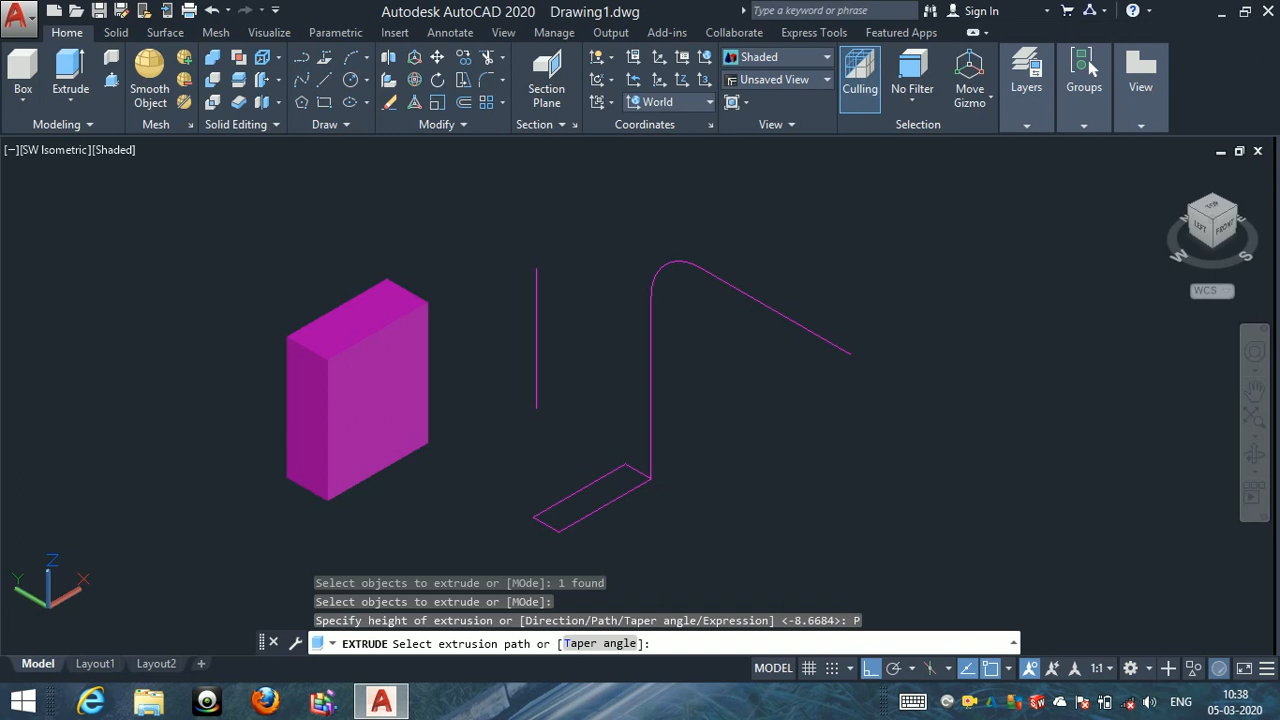 Autodesk AutoCAD 2020 Drawing1.dwg
Type a keyword or phrase
Sign In
Home Solid Surface Mesh Visualize Parametric Insert Annotate View Manage Output Add-ins Collaborate Express Tools Featured Apps
Box
Extrude
Smooth
Object
Section
Plane
World
Shaded
Unsaved View
Culling
No Filter
Move
Gizmo
Layers
Groups
View
Modeling Mesh Solid Editing Draw Modify Section Coordinates View Selection
[−][SW Isometric][Shaded]
TOP
LEFT
FRONT
W
S
WCS
Z
Y
X
Select objects to extrude or [MOde]: 1 found
Select objects to extrude or [MOde]:
Specify height of extrusion or [Direction/Path/Taper angle/Expression] <-8.6684>: P
EXTRUDE Select extrusion path or [Taper angle]:
Model Layout1 Layout2 +
MODEL
1:1
ENG
10:38
05-03-2020